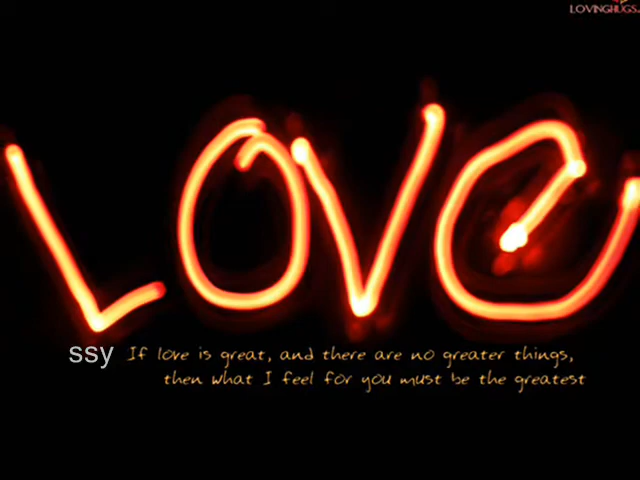 LOVINGHUGS.
LOVe
ssy
If love is great, and there are no greater things,
then what I feel for you must be the greatest